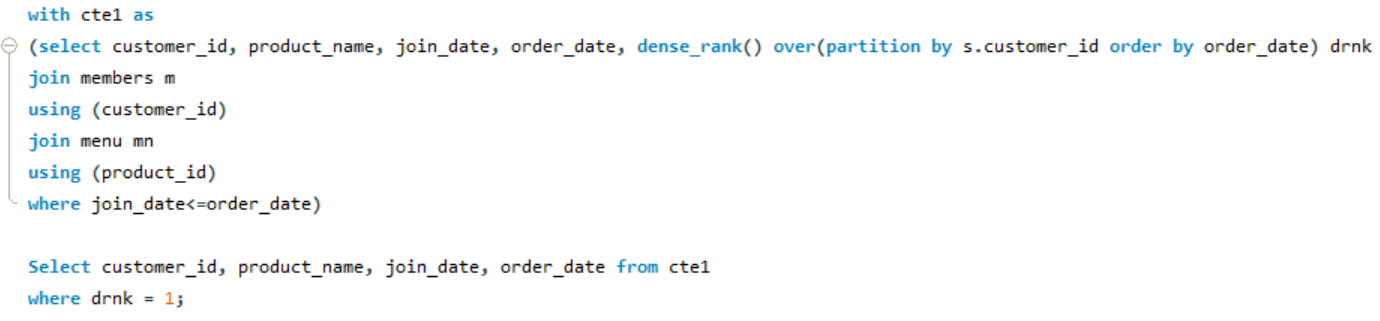 with cte1 as
(select customer_id, product_name, join_date, order_date, dense_rank() over(partition by s.customer_id order by order_date) drnk
join members m
using (customer_id)
join menu mn
using (product_id)
where join_date<=order_date)
Select customer_id, product_name, join_date, order_date from cte1
where drnk = 1;